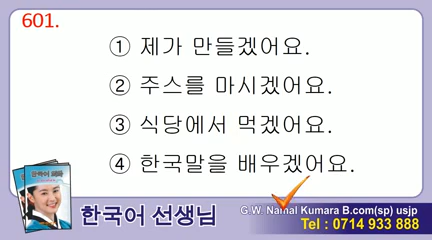 601.
① 제가 만들겠어요.
② 주스를 마시겠어요.
③ 식당에서 먹겠어요.
④ 한국말을 배우겠어요.
한국어 선생님
G.W. Namal Kumara B.com(sp) usjp
Tel : 0714 933 888